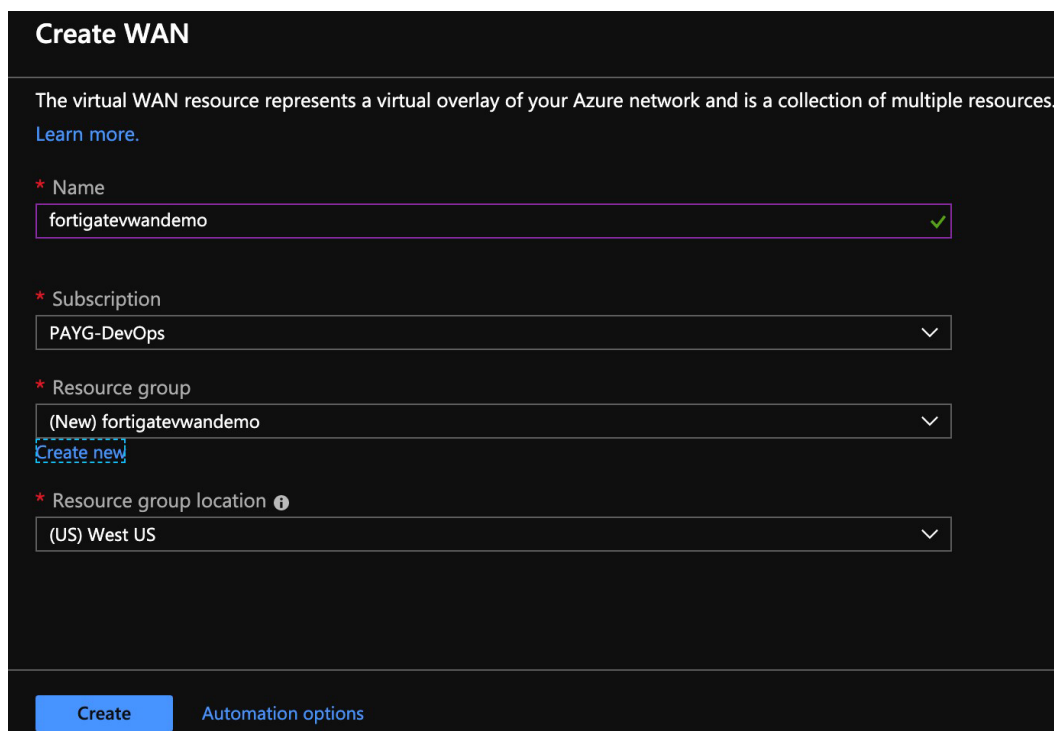 Create WAN
The virtual WAN resource represents a virtual overlay of your Azure network and is a collection of multiple resources.
Learn more.
* Name
fortigatevwandemo
* Subscription
PAYG-DevOps
* Resource group
(New) fortigatevwandemo
Create new
* Resource group location
(US) West US
Create Automation options